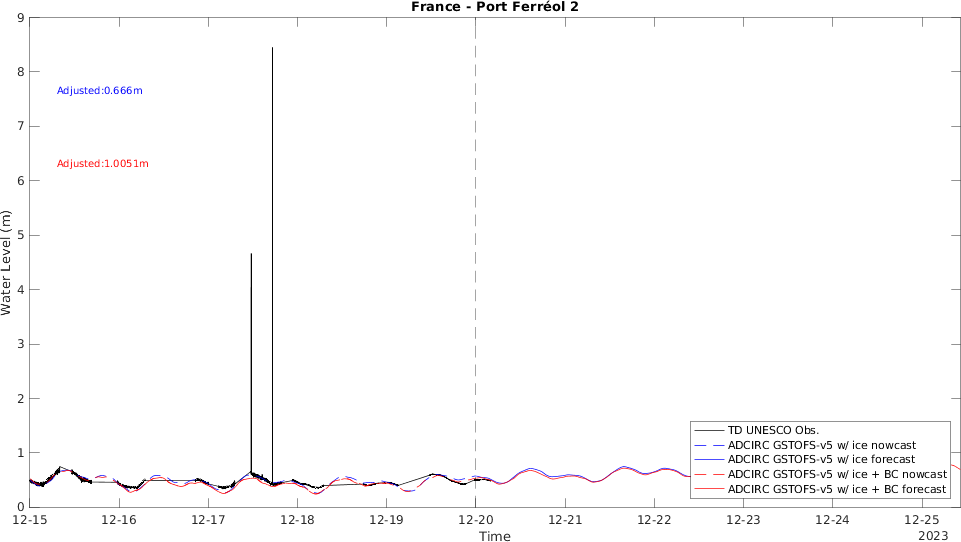 France - Port Ferréol 2
9
8
7
6
5
4
3
2
1
0
Water Level (m)
Adjusted:0.666m
Adjusted:1.0051m
TD UNESCO Obs.
ADCIRC GSTOFS-v5 w/ ice nowcast
ADCIRC GSTOFS-v5 w/ ice forecast
ADCIRC GSTOFS-v5 w/ ice + BC nowcast
ADCIRC GSTOFS-v5 w/ ice + BC forecast
12-15 12-16 12-17 12-18 12-19 12-20 12-21 12-22 12-23 12-24 12-25
Time
2023